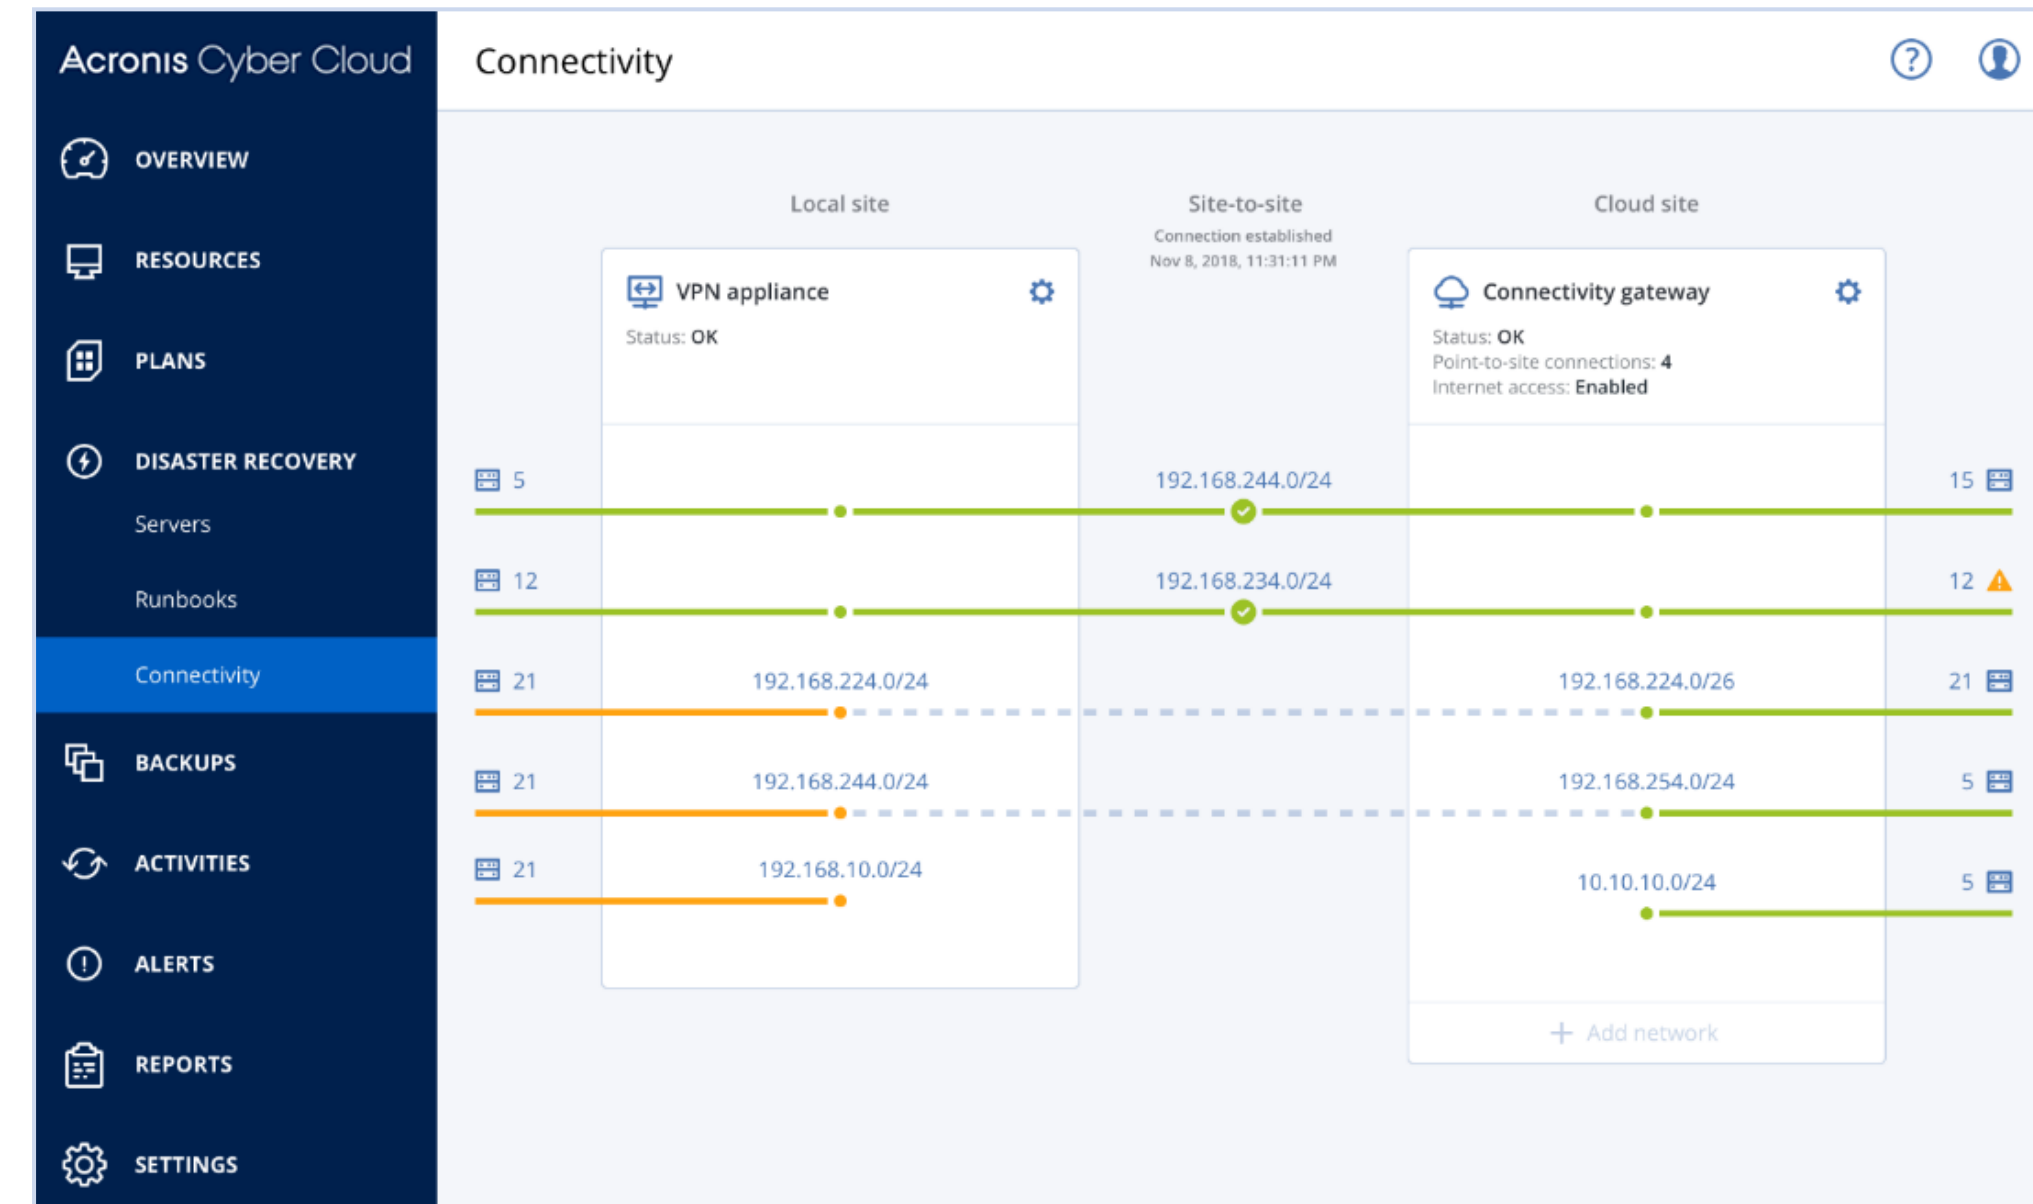 Acronis Cyber Cloud
OVERVIEW
RESOURCES
PLANS
DISASTER RECOVERY
Servers
Runbooks
Connectivity
BACKUPS
ACTIVITIES
ALERTS
REPORTS
SETTINGS
Connectivity
?
Local site
Site-to-site
Connection established
Nov 8, 2018, 11:31:11 PM
Cloud site
VPN appliance
Status: OK
Connectivity gateway
Status: OK
Point-to-site connections: 4
Internet access: Enabled
5 192.168.244.0/24 15
12 192.168.234.0/24 12
21 192.168.224.0/24 192.168.224.0/26 21
21 192.168.244.0/24 192.168.254.0/24 5
21 192.168.10.0/24
10.10.10.0/24 5
+ Add network